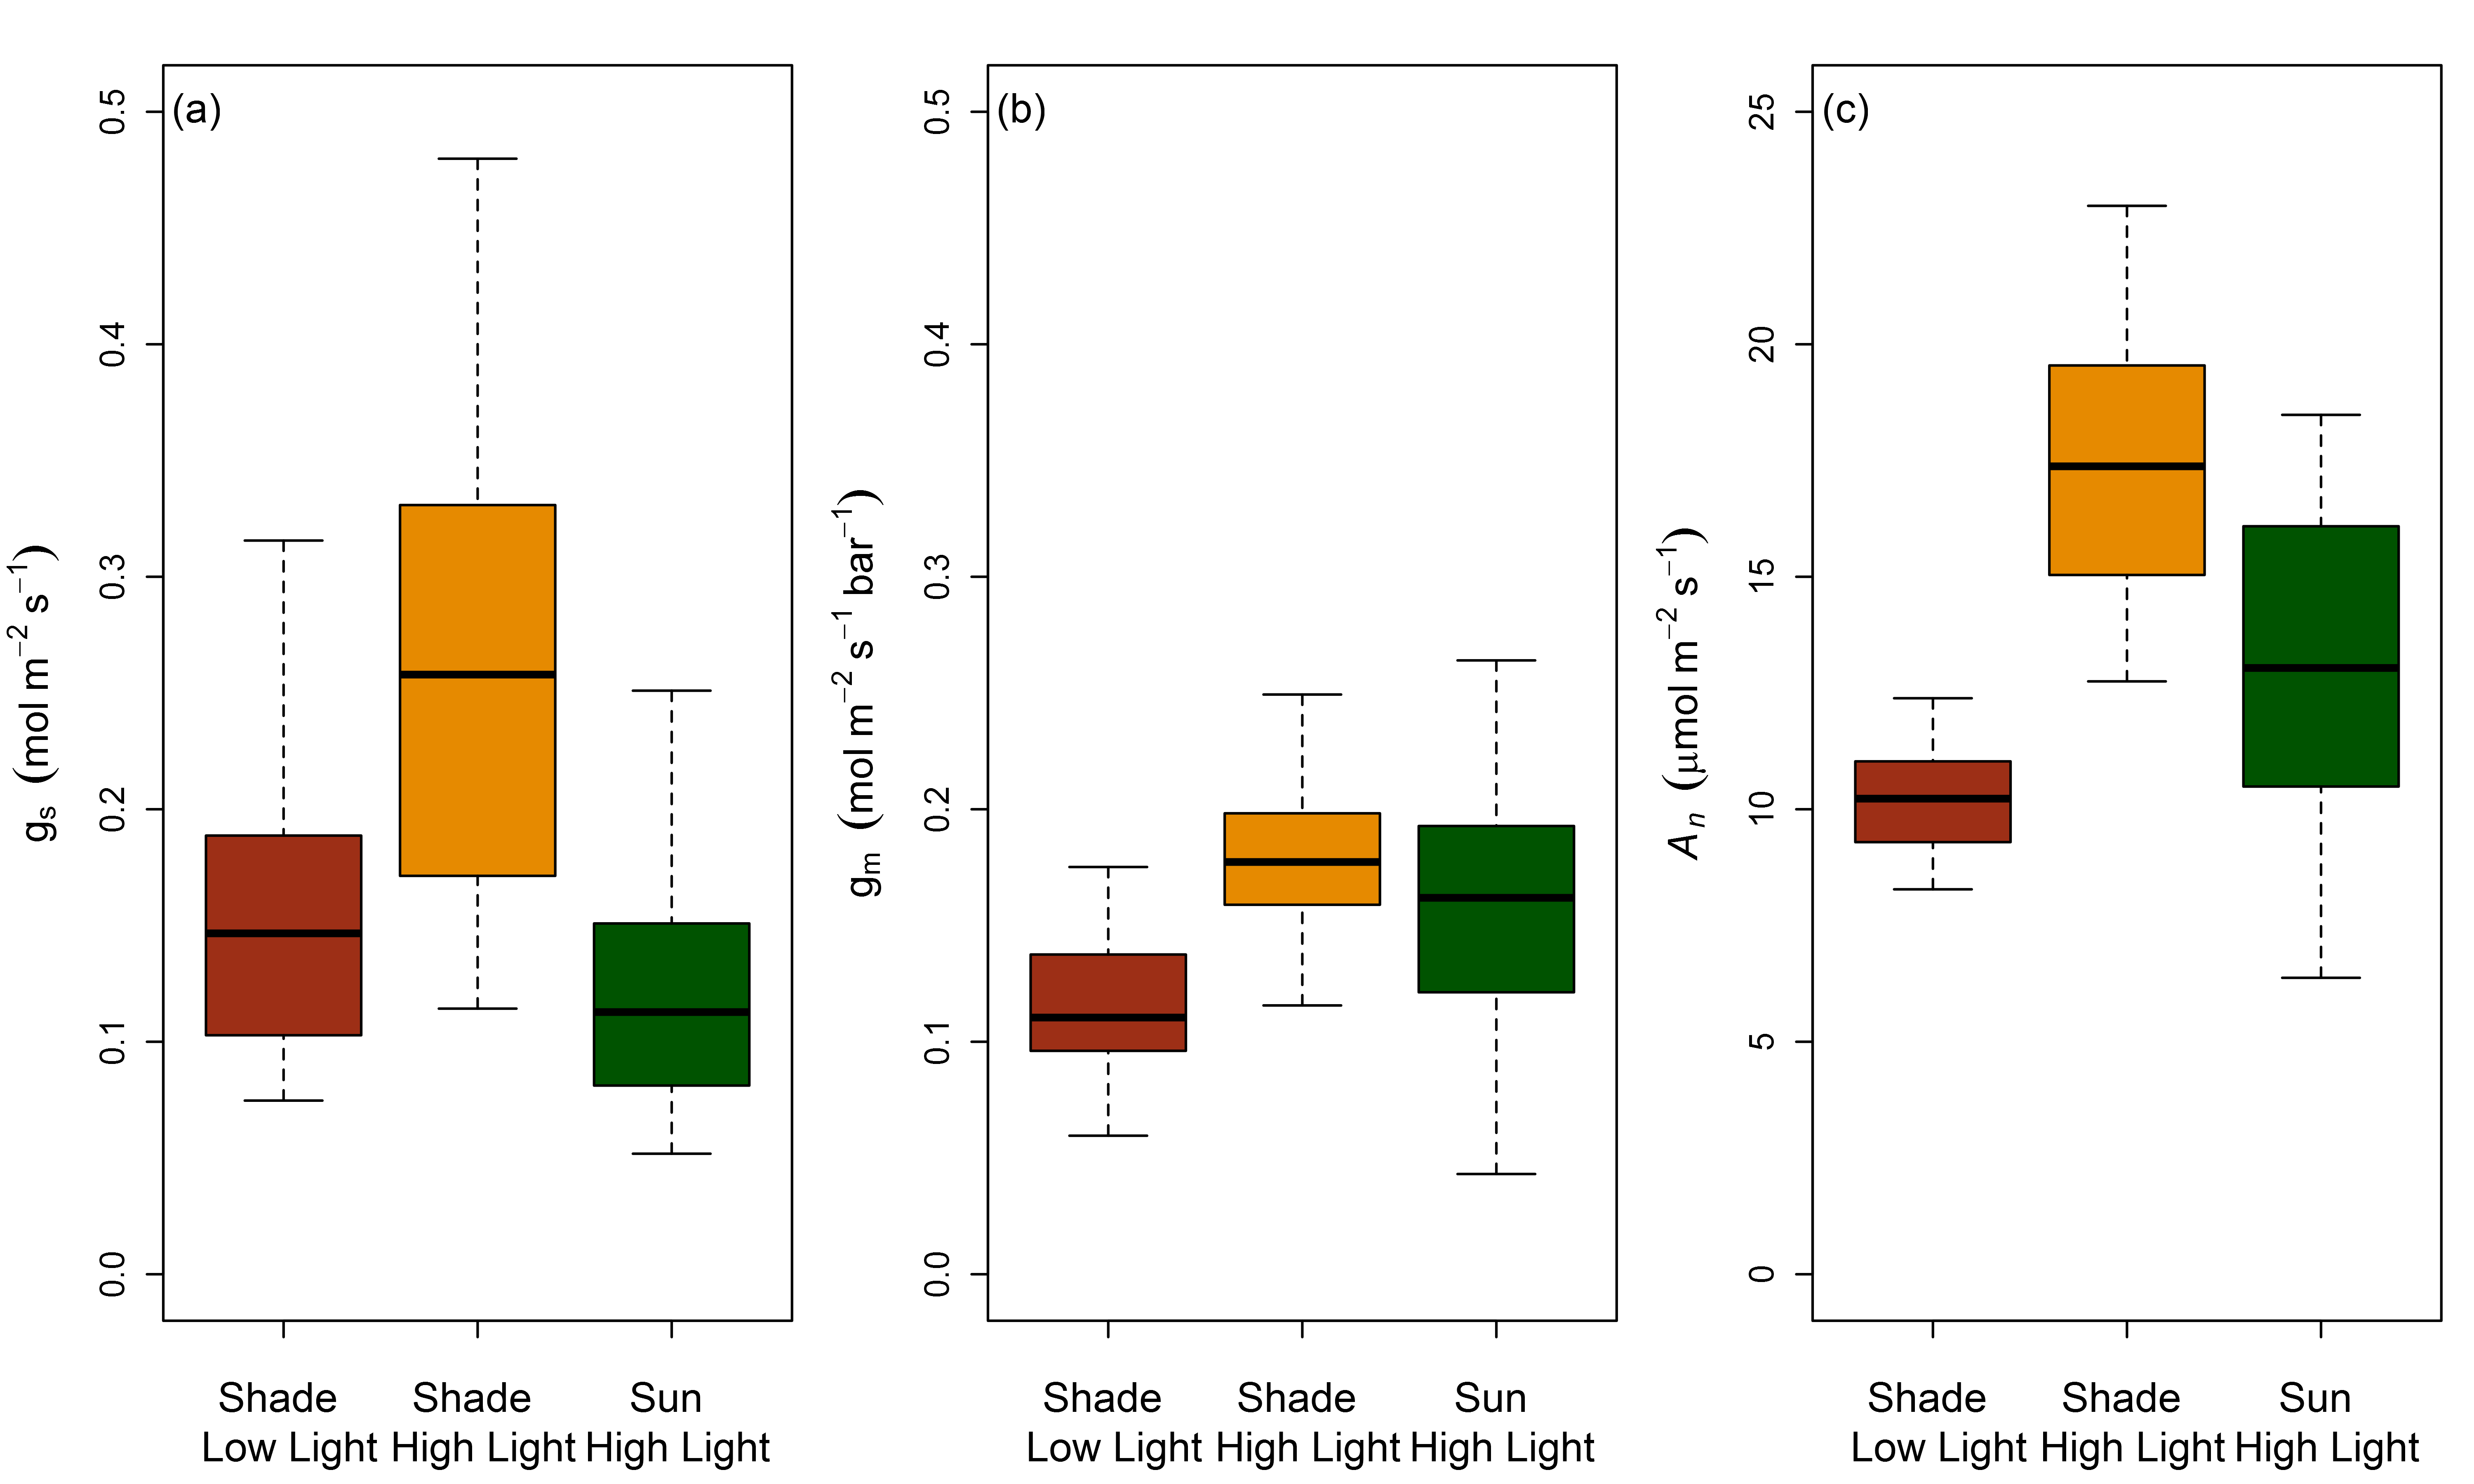 (a)
0.5
0.4
0.3
0.2
0.1
0.0
gs (mol m−2 s−1)
Shade Shade Sun
Low Light High Light High Light
(b)
0.5
0.4
0.3
0.2
0.1
0.0
gm (mol m−2 s−1 bar−1)
Shade Shade Sun
Low Light High Light High Light
(c)
25
20
15
10
5
0
An (μmol m−2 s−1)
Shade Shade Sun
Low Light High Light High Light